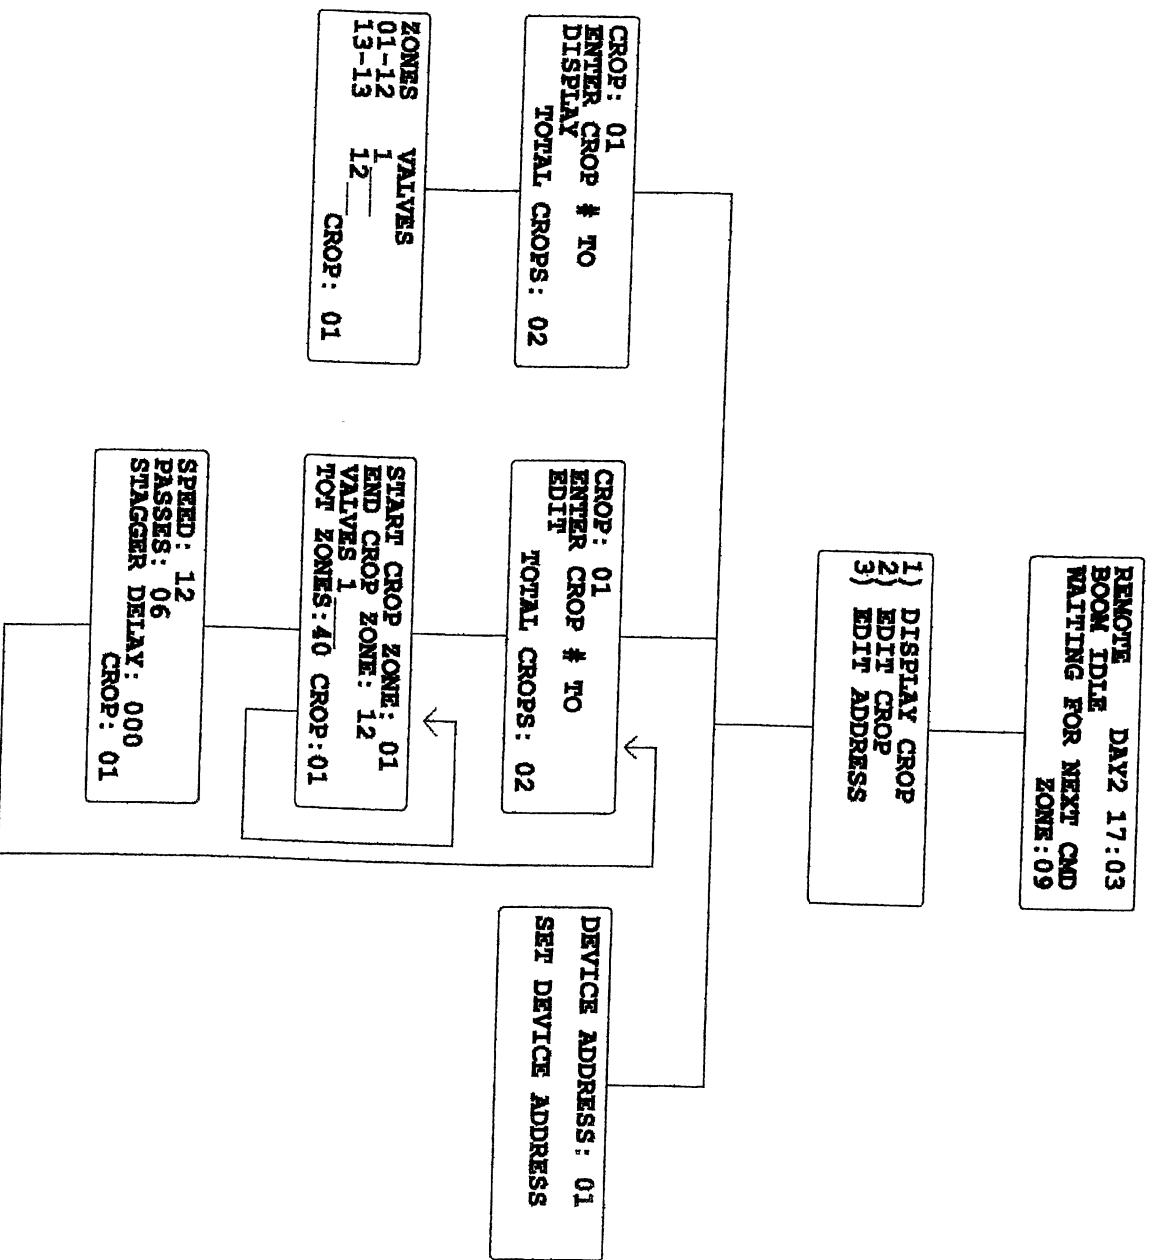 REMOTE DAY2 17:03
BOOM IDLE
WAITING FOR NEXT CMD
ZONE:09
1) DISPLAY CROP
2) EDIT CROP
3) EDIT ADDRESS
CROP: 01
ENTER CROP # TO
DISPLAY
TOTAL CROPS: 02
ZONES VALVES
01-12 1___
13-13 12__
CROP: 01
CROP: 01
ENTER CROP # TO
EDIT
TOTAL CROPS: 02
START CROP ZONE: 01
END CROP ZONE: 12
VALVES 1___
TOT ZONES:40 CROP:01
SPEED: 12
PASSES: 06
STAGGER DELAY: 000
CROP: 01
DEVICE ADDRESS: 01
SET DEVICE ADDRESS